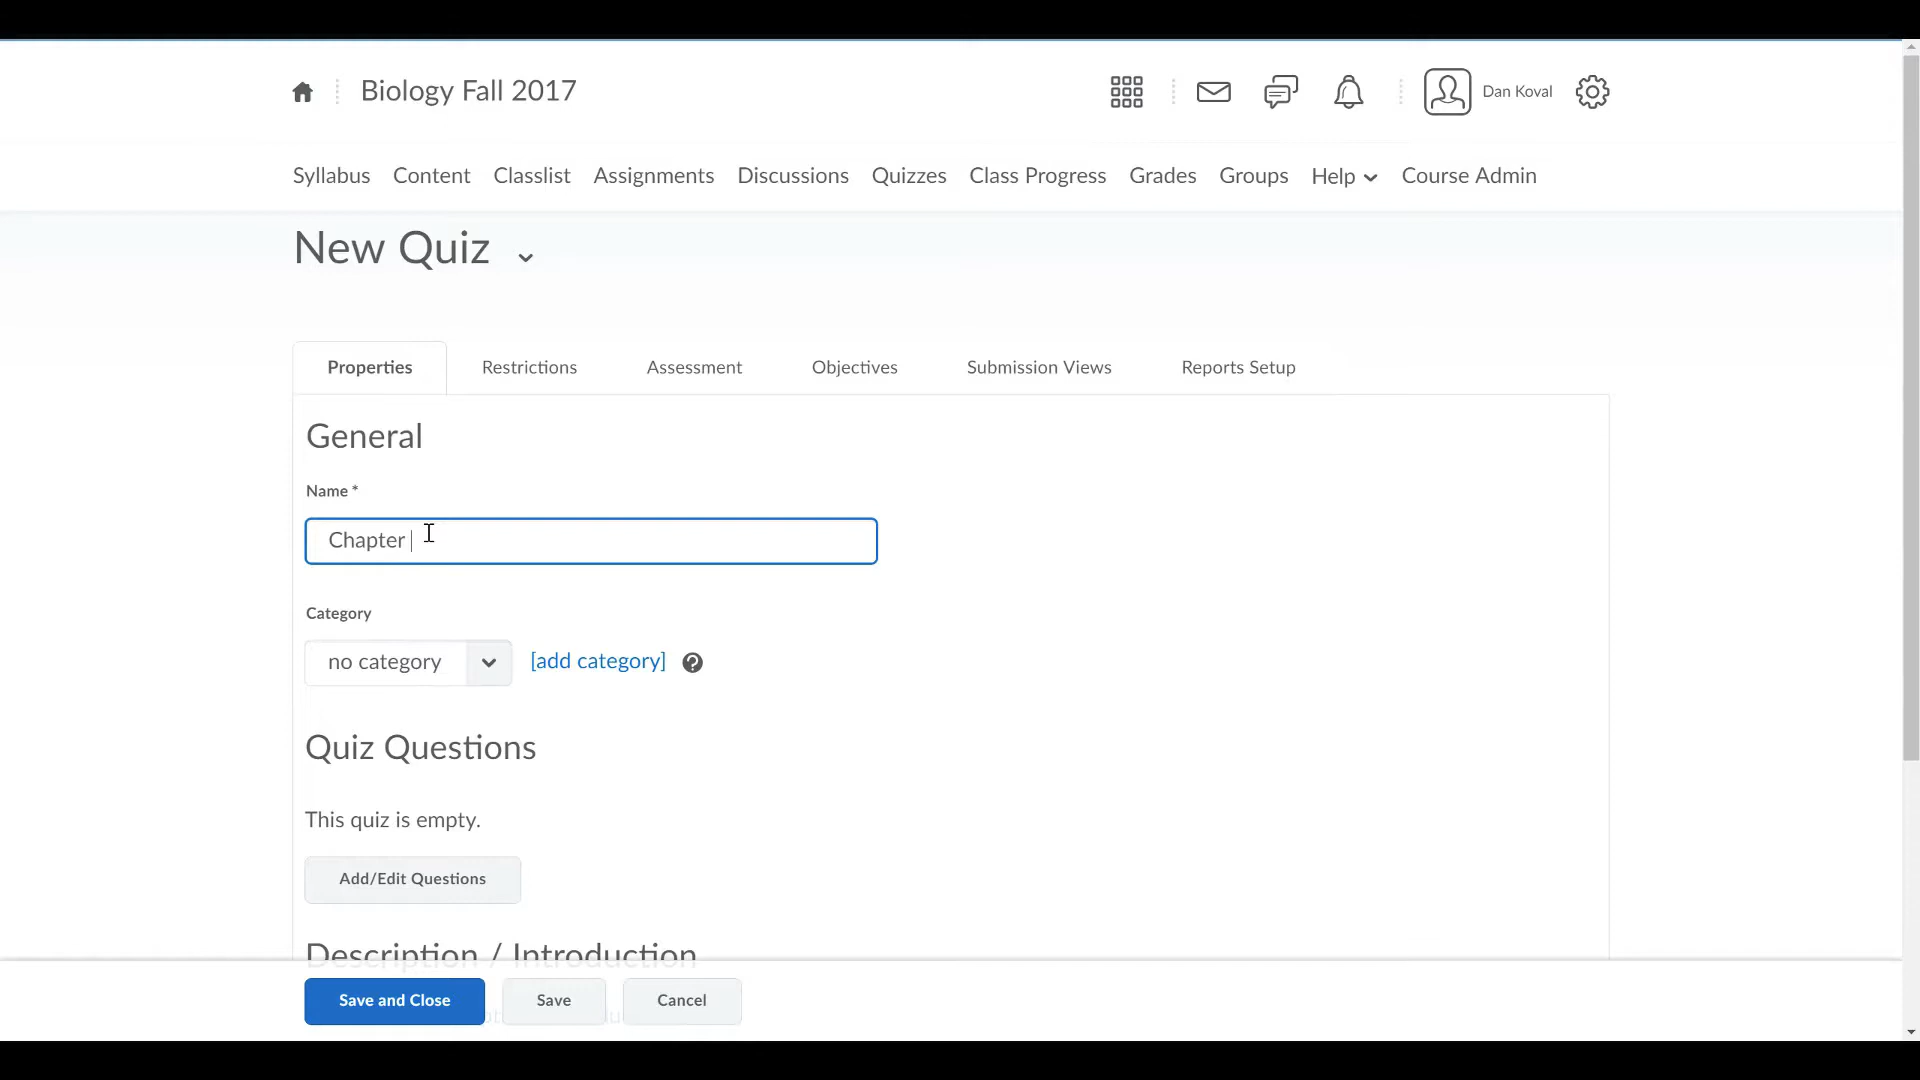 Biology Fall 2017
Dan Koval
Syllabus Content Classlist Assignments Discussions Quizzes Class Progress Grades Groups Help Course Admin
New Quiz
Properties Restrictions Assessment Objectives Submission Views Reports Setup
General
Name *
Chapter
Category
no category [add category] ?
Quiz Questions
This quiz is empty.
Add/Edit Questions
Description / Introduction
Save and Close Save Cancel